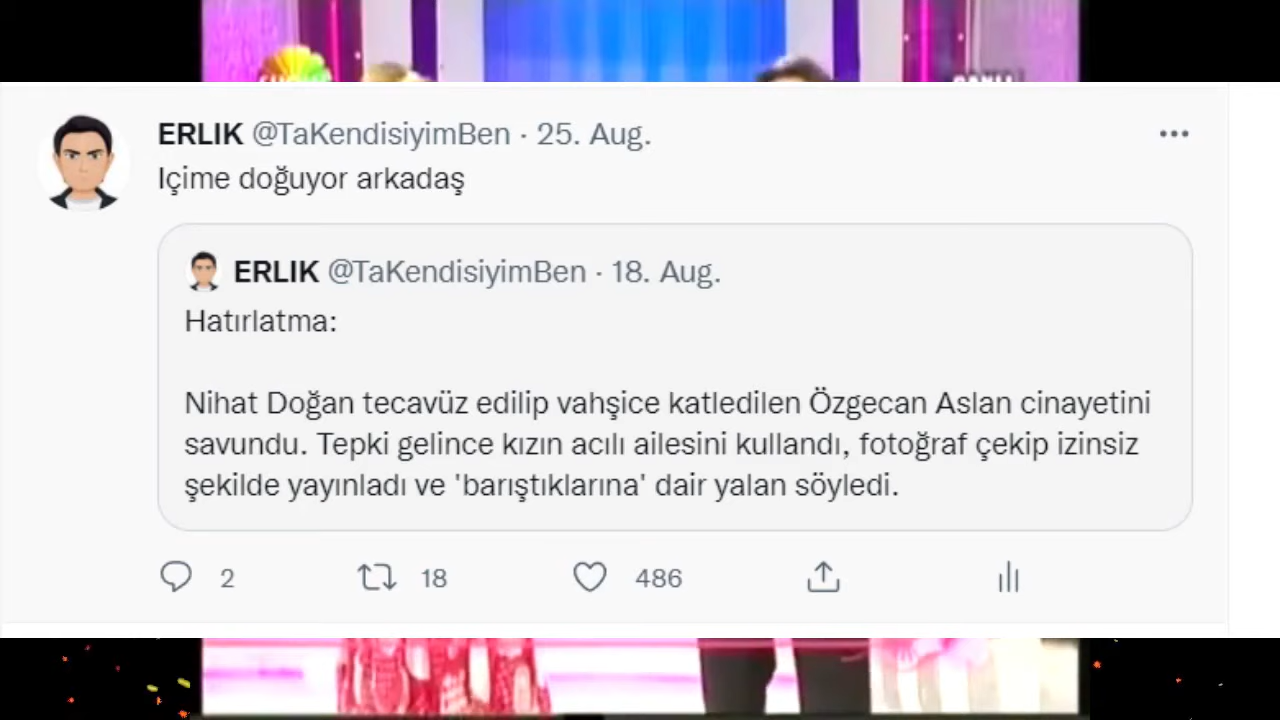 ERLIK @TaKendisiyimBen · 25. Aug.
Içime doğuyor arkadaş
ERLIK @TaKendisiyimBen · 18. Aug.
Hatırlatma:
Nihat Doğan tecavüz edilip vahşice katledilen Özgecan Aslan cinayetini
savundu. Tepki gelince kızın acılı ailesini kullandı, fotoğraf çekip izinsiz
şekilde yayınladı ve 'barıştıklarına' dair yalan söyledi.
2 18 486